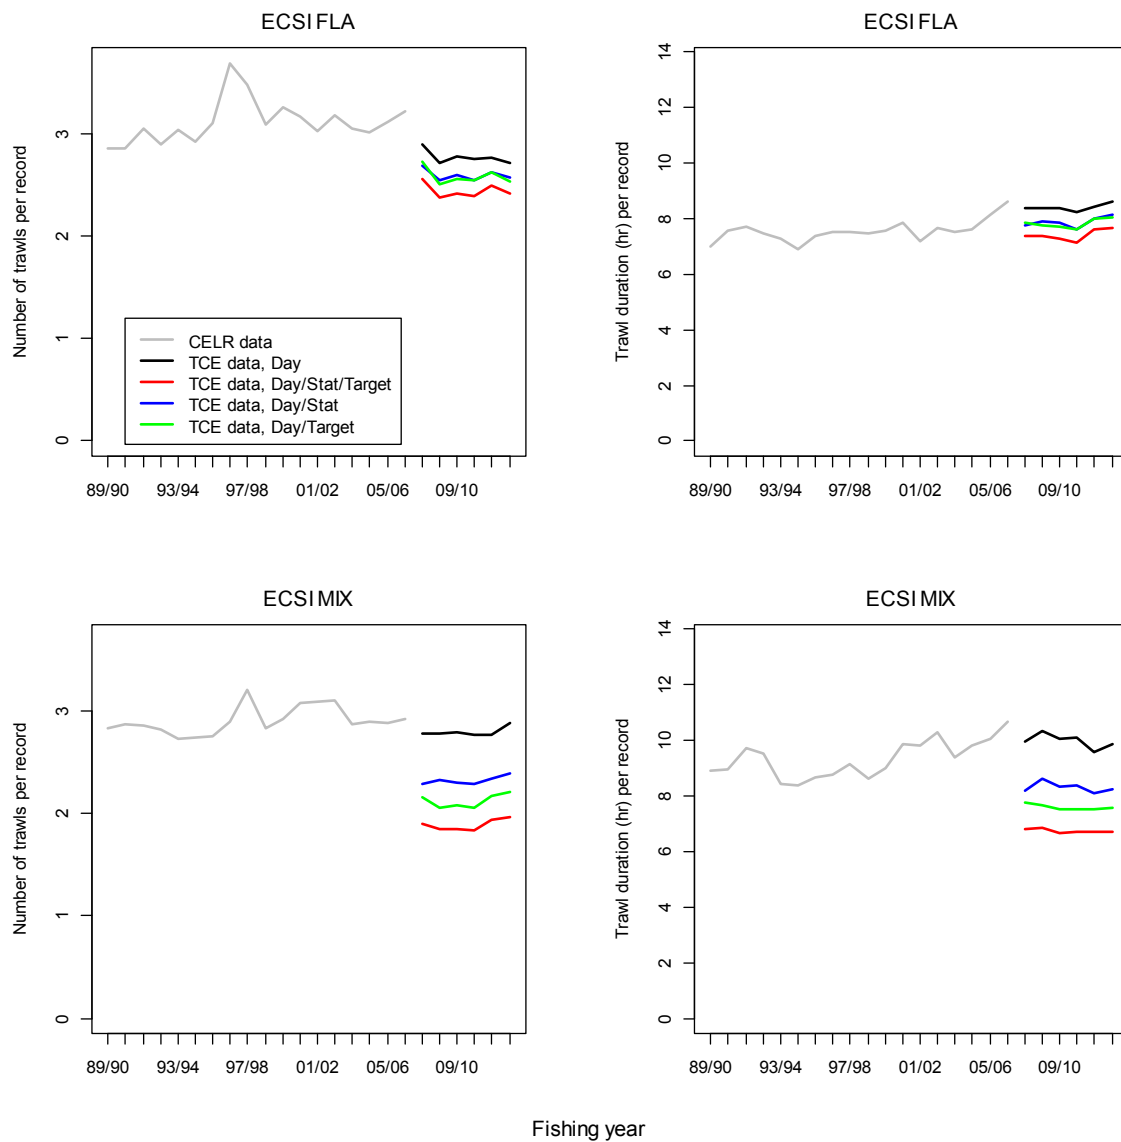 ECSI FLA
Number of trawls per record
0
1
2
3
CELR data
TCE data, Day
TCE data, Day/Stat/Target
TCE data, Day/Stat
TCE data, Day/Target
89/90 93/94 97/98 01/02 05/06 09/10
ECSI FLA
Trawl duration (hr) per record
0
2
4
6
8
10
12
14
89/90 93/94 97/98 01/02 05/06 09/10
ECSI MIX
Number of trawls per record
0
1
2
3
89/90 93/94 97/98 01/02 05/06 09/10
ECSI MIX
Trawl duration (hr) per record
0
2
4
6
8
10
12
14
89/90 93/94 97/98 01/02 05/06 09/10
Fishing year